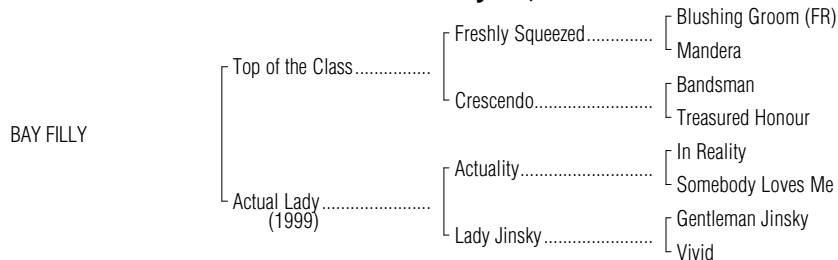 Blushing Groom (FR)
Freshly Squeezed..............
Mandera
Top of the Class................
Bandsman
Crescendo.........................
Treasured Honour
BAY FILLY
In Reality
Actuality............................
Somebody Loves Me
Actual Lady.......................
(1999)
Gentleman Jinsky
Lady Jinsky.......................
Vivid